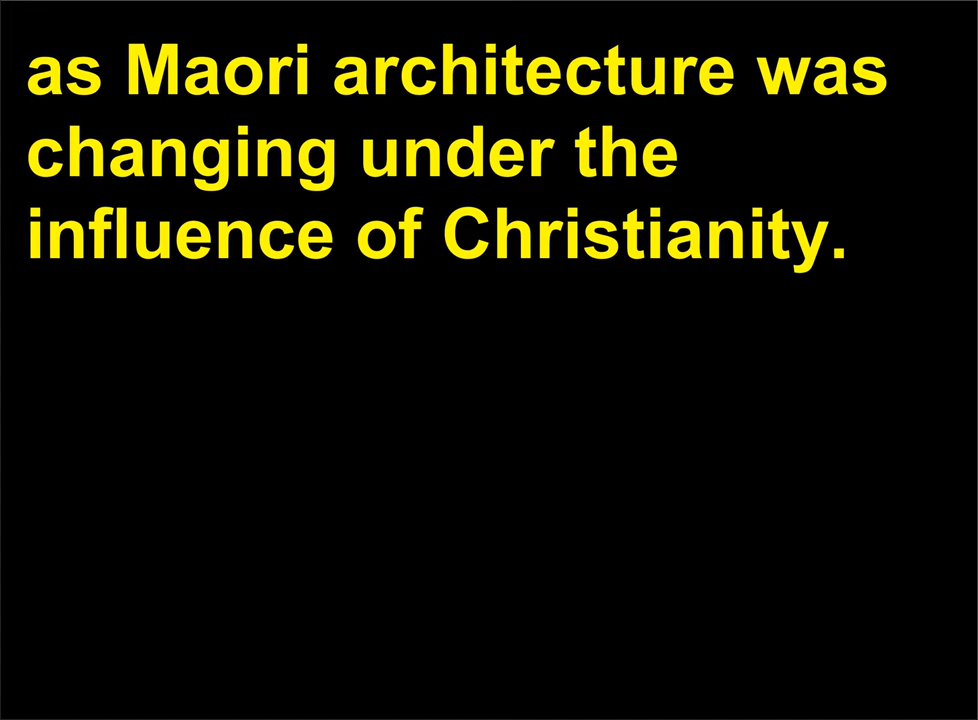 as Maori architecture was
changing under the
influence of Christianity.